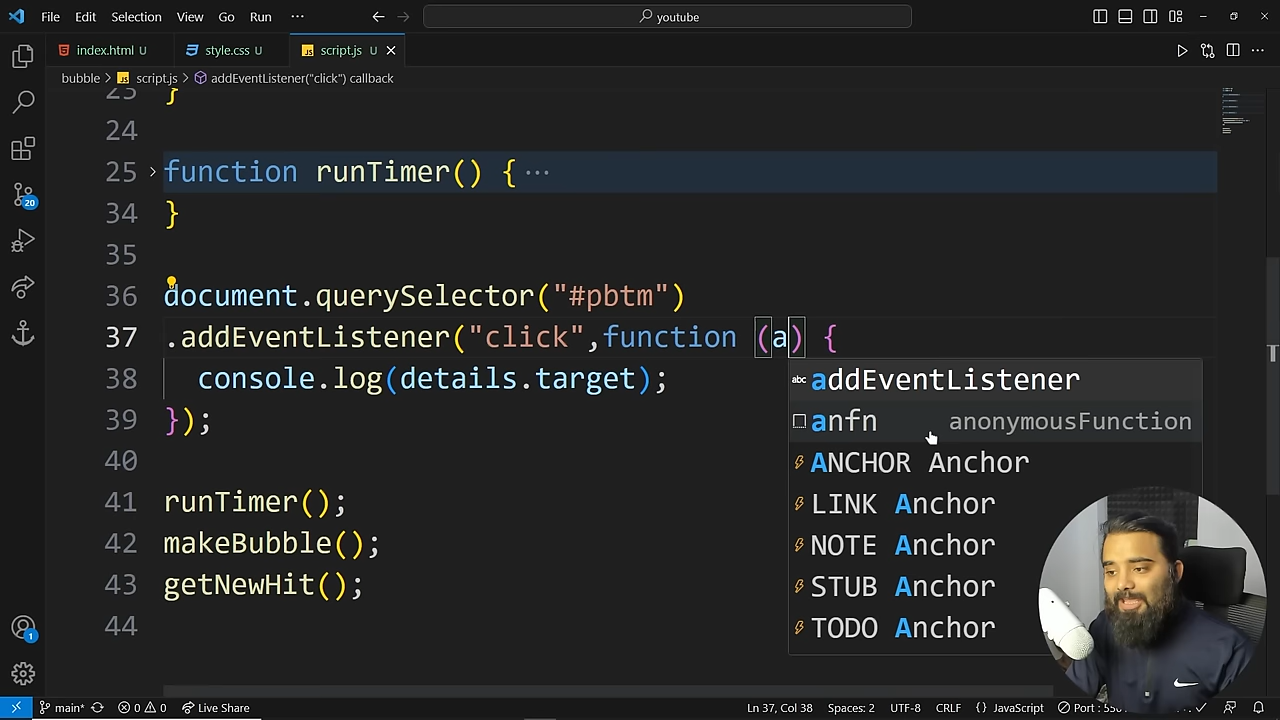 File Edit Selection View Go Run ··· youtube
index.html U style.css U script.js U
bubble > script.js > addEventListener("click") callback
23 }
24
25 function runTimer() { ···
34 }
35
36 document.querySelector("#pbtm")
37 .addEventListener("click",function (a) {
38 console.log(details.target);
39 });
40
41 runTimer();
42 makeBubble();
43 getNewHit();
44
addEventListener
anfn anonymousFunction
ANCHOR Anchor
LINK Anchor
NOTE Anchor
STUB Anchor
TODO Anchor
20
1
main* 0 0 Live Share Ln 37, Col 38 Spaces: 2 UTF-8 CRLF {} JavaScript Port :